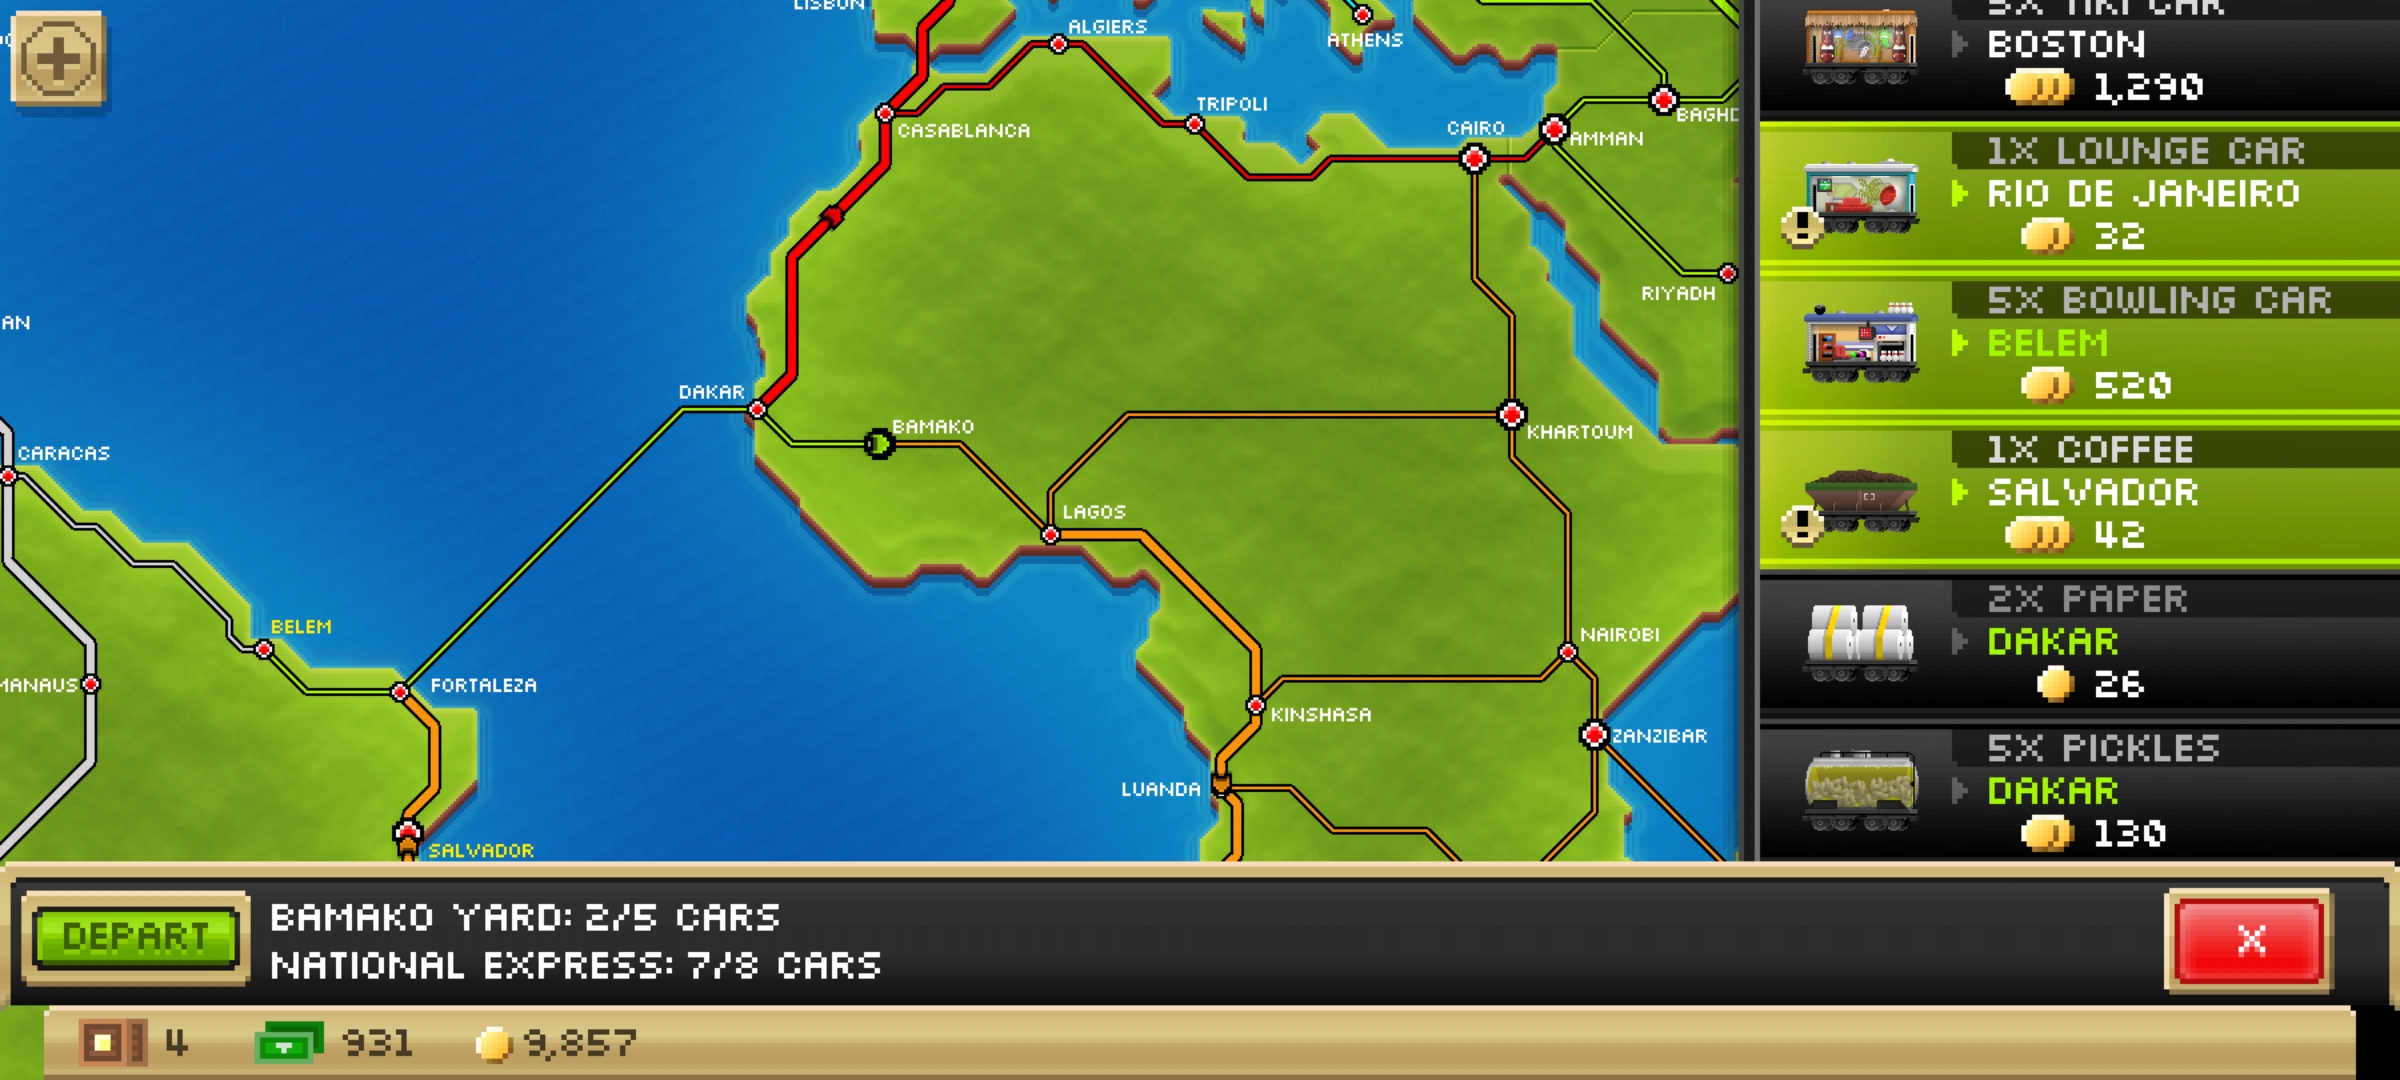 LISBON
ALGIERS
ATHENS
TRIPOLI
CASABLANCA
CAIRO
AMMAN
BAGHD
RIYADH
AN
DAKAR
BAMAKO
CARACAS
KHARTOUM
LAGOS
BELEM
NAIROBI
MANAUS
FORTALEZA
KINSHASA
ZANZIBAR
LUANDA
SALVADOR
5X TIKI CAR
BOSTON
1,290
1X LOUNGE CAR
RIO DE JANEIRO
32
5X BOWLING CAR
BELEM
520
1X COFFEE
SALVADOR
42
2X PAPER
DAKAR
26
5X PICKLES
DAKAR
130
DEPART
BAMAKO YARD: 2/5 CARS
NATIONAL EXPRESS: 7/8 CARS
X
4
931
9,857